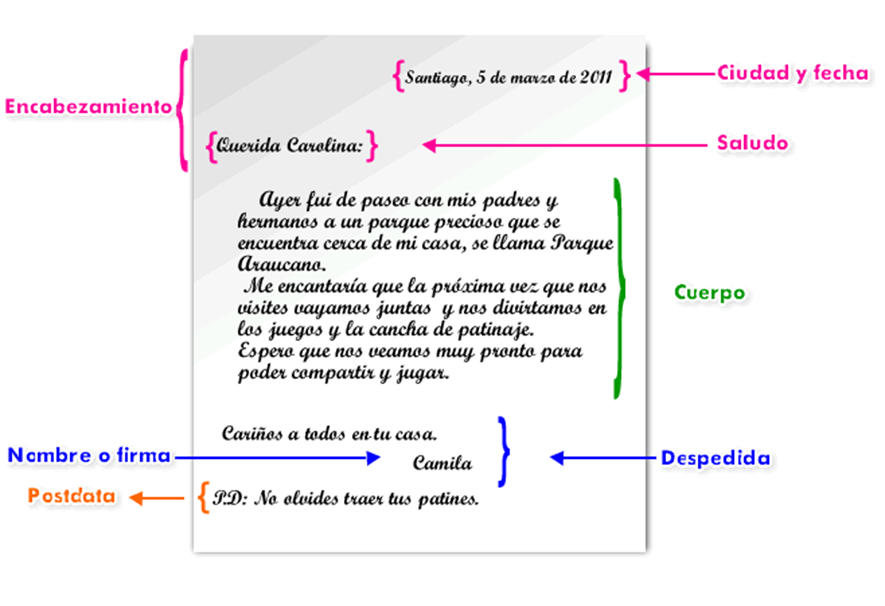 Santiago, 5 de marzo de 2011
Ciudad y fecha
Encabezamiento
Querida Carolina:
Saludo
Ayer fui de paseo con mis padres y
hermanos a un parque precioso que se
encuentra cerca de mi casa, se llama Parque
Araucano.
Me encantaría que la próxima vez que nos
visites vayamos juntas y nos divirtamos en
los juegos y la cancha de patinaje.
Espero que nos veamos muy pronto para
poder compartir y jugar.
Cuerpo
Cariños a todos en tu casa.
Nombre o firma
Camila
Despedida
Postdata
P.D: No olvides traer tus patines.